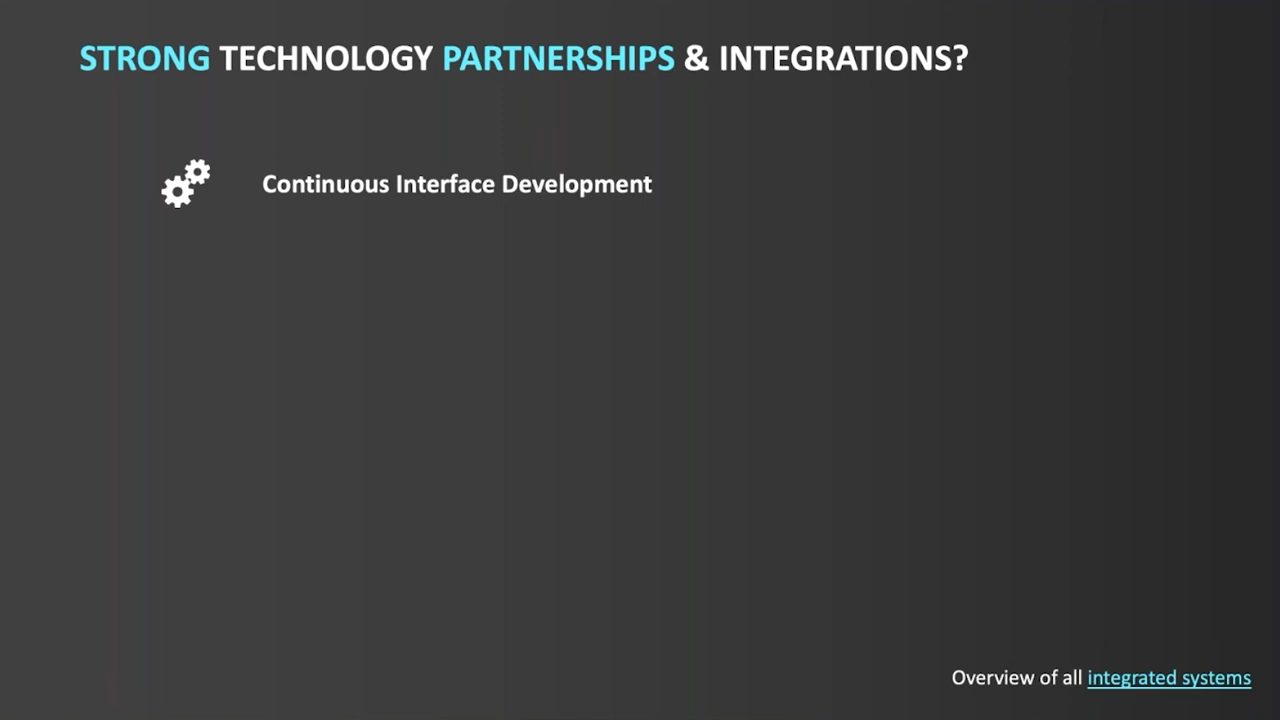 STRONG TECHNOLOGY PARTNERSHIPS & INTEGRATIONS?
Continuous Interface Development
Overview of all integrated systems